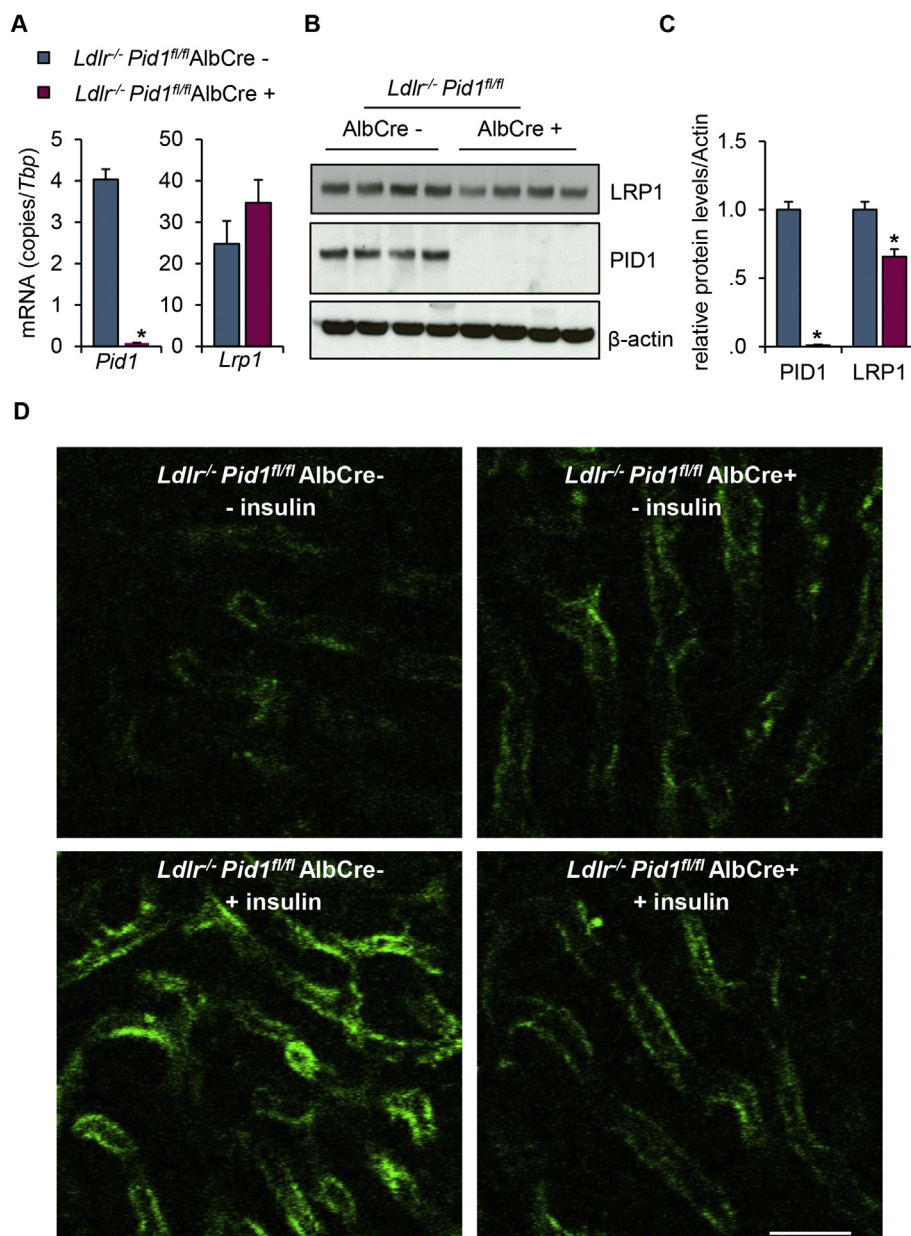 A
Ldlr-/- Pid1fl/flAlbCre -
Ldlr-/- Pid1fl/flAlbCre +
mRNA (copies/Tbp)
5
4
3
2
1
0
Pid1
50
40
30
20
10
0
Lrp1
B
Ldlr-/- Pid1fl/fl
AlbCre - AlbCre +
LRP1
PID1
β-actin
C
relative protein levels/Actin
1.5
1.0
.5
.0
*
*
*
PID1 LRP1
D
Ldlr-/- Pid1fl/fl AlbCre-
- insulin
Ldlr-/- Pid1fl/fl AlbCre+
- insulin
Ldlr-/- Pid1fl/fl AlbCre-
+ insulin
Ldlr-/- Pid1fl/fl AlbCre+
+ insulin